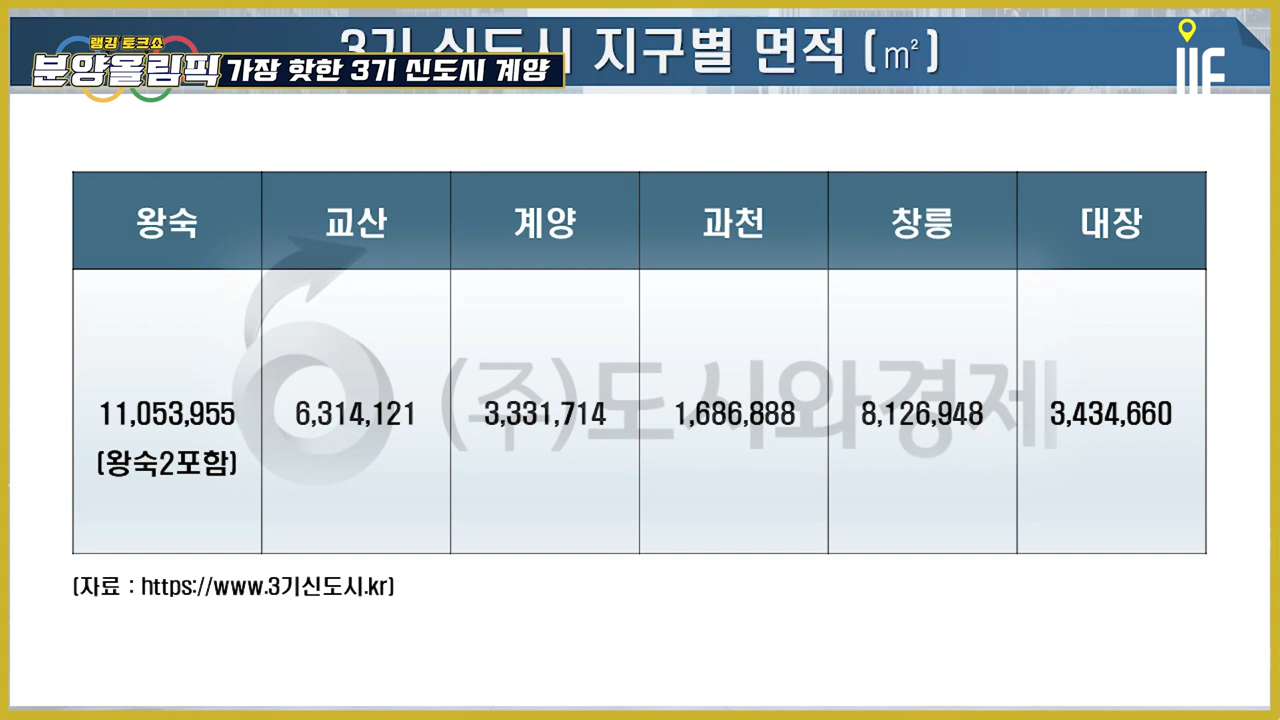 랭킹 토크쇼
분양올림픽 가장 핫한 3기 신도시 계양
3기 신도시 지구별 면적 (㎡)
왕숙 교산 계양 과천 창릉 대장
11,053,955 6,314,121 3,331,714 1,686,888 8,126,948 3,434,660
(왕숙2포함)
(주)도시와경제
(자료 : https://www.3기신도시.kr)